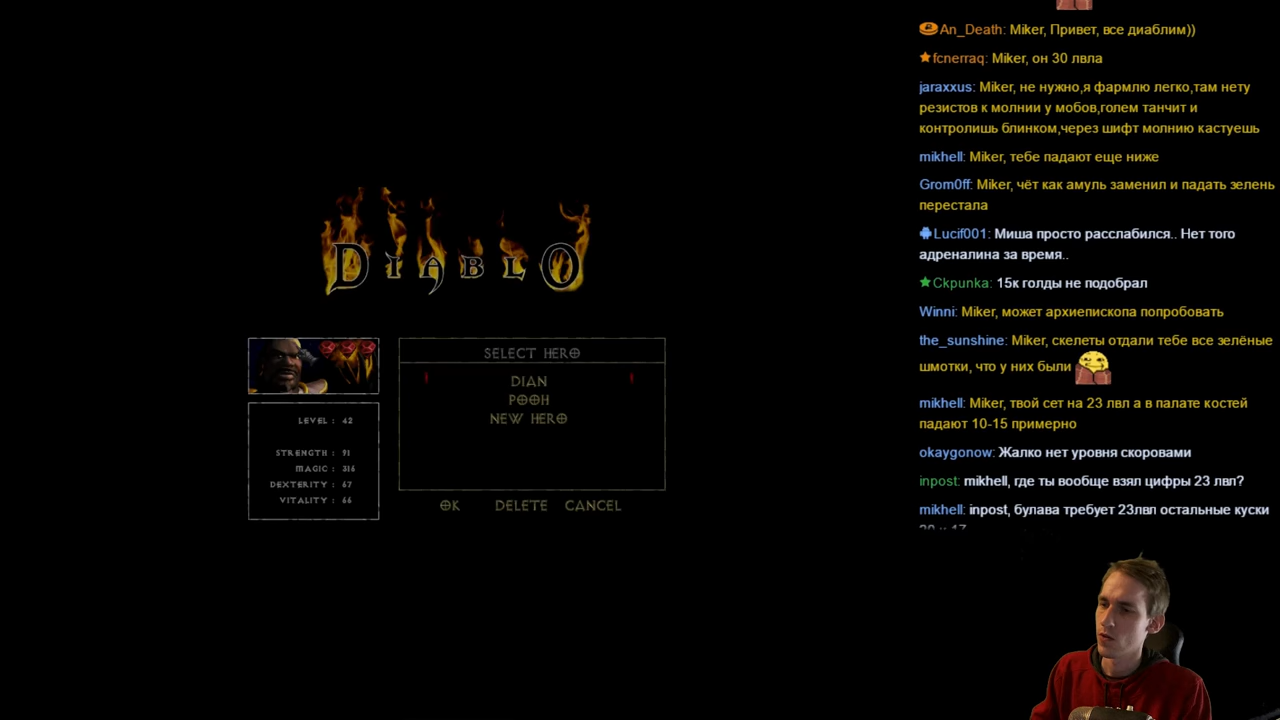 An_Death: Miker, Привет, все диаблим))
fcnerraq: Miker, он 30 лвла
jaraxxus: Miker, не нужно,я фармлю легко,там нету
резистов к молнии у мобов,голем танчит и
контролишь блинком,через шифт молнию кастуешь
mikhell: Miker, тебе падают еще ниже
Grom0ff: Miker, чёт как амуль заменил и падать зелень
перестала
Lucif001: Миша просто расслабился.. Нет того
адреналина за время..
Ckpunka: 15к голды не подобрал
Winni: Miker, может архиепископа попробовать
the_sunshine: Miker, скелеты отдали тебе все зелёные
шмотки, что у них были
mikhell: Miker, твой сет на 23 лвл а в палате костей
падают 10-15 примерно
okaygonow: Жалко нет уровня скоровами
inpost: mikhell, где ты вообще взял цифры 23 лвл?
mikhell: inpost, булава требует 23лвл остальные куски
DIABLO
SELECT HERO
DIAN
POOH
NEW HERO
OK DELETE CANCEL
LEVEL : 42
STRENGTH : 91
MAGIC : 316
DEXTERITY : 67
VITALITY : 66